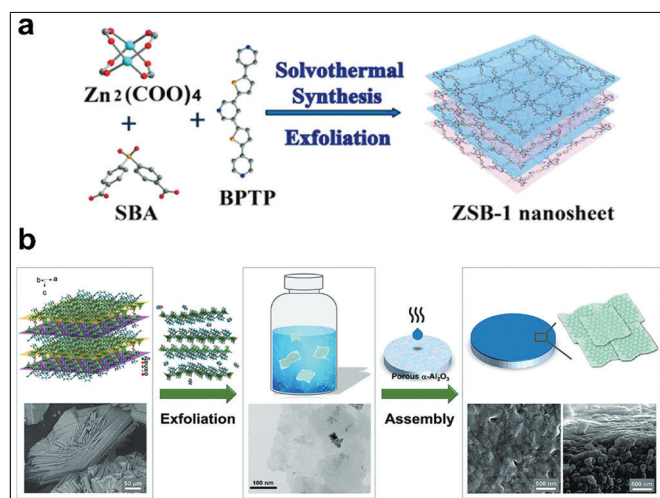 a
Zn₂(COO)₄
+
SBA
+
BPTP
Solvothermal
Synthesis
Exfoliation
ZSB-1 nanosheet
b
b
a
c
Exfoliation
Porous α-Al₂O₃
Assembly
50 μm
100 nm
500 nm
500 nm